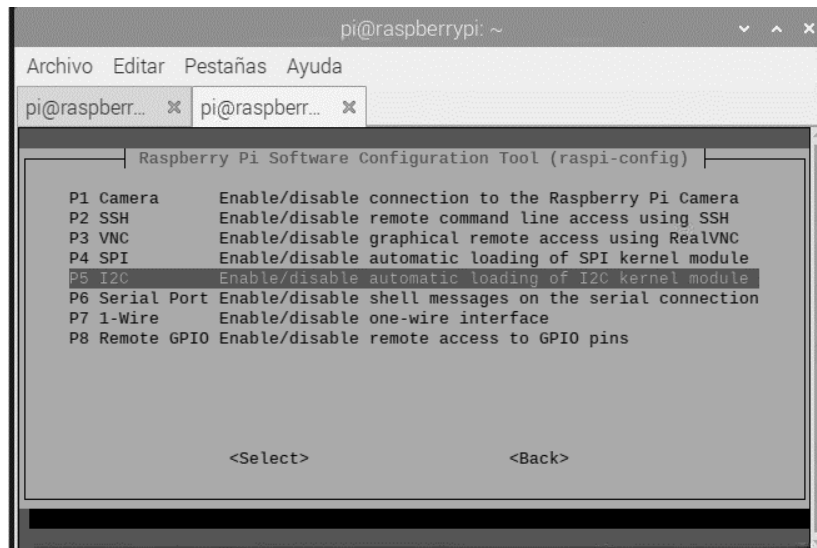 pi@raspberrypi: ~
Archivo Editar Pestañas Ayuda
pi@raspberr... pi@raspberr...
Raspberry Pi Software Configuration Tool (raspi-config)
P1 Camera Enable/disable connection to the Raspberry Pi Camera
P2 SSH Enable/disable remote command line access using SSH
P3 VNC Enable/disable graphical remote access using RealVNC
P4 SPI Enable/disable automatic loading of SPI kernel module
P5 I2C Enable/disable automatic loading of I2C kernel module
P6 Serial Port Enable/disable shell messages on the serial connection
P7 1-Wire Enable/disable one-wire interface
P8 Remote GPIO Enable/disable remote access to GPIO pins
<Select> <Back>